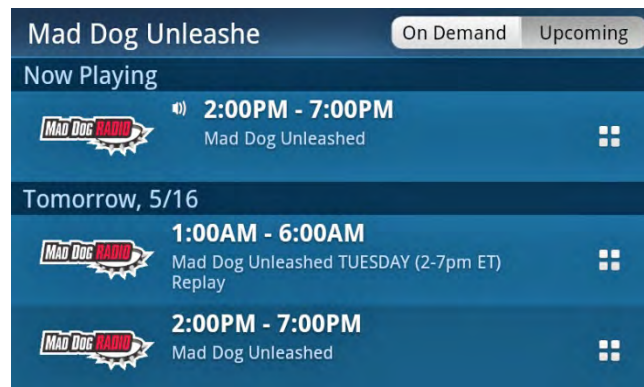 Mad Dog Unleashe
On Demand
Upcoming
Now Playing
MAD DOG RADIO
2:00PM - 7:00PM
Mad Dog Unleashed
Tomorrow, 5/16
MAD DOG RADIO
1:00AM - 6:00AM
Mad Dog Unleashed TUESDAY (2-7pm ET)
Replay
MAD DOG RADIO
2:00PM - 7:00PM
Mad Dog Unleashed